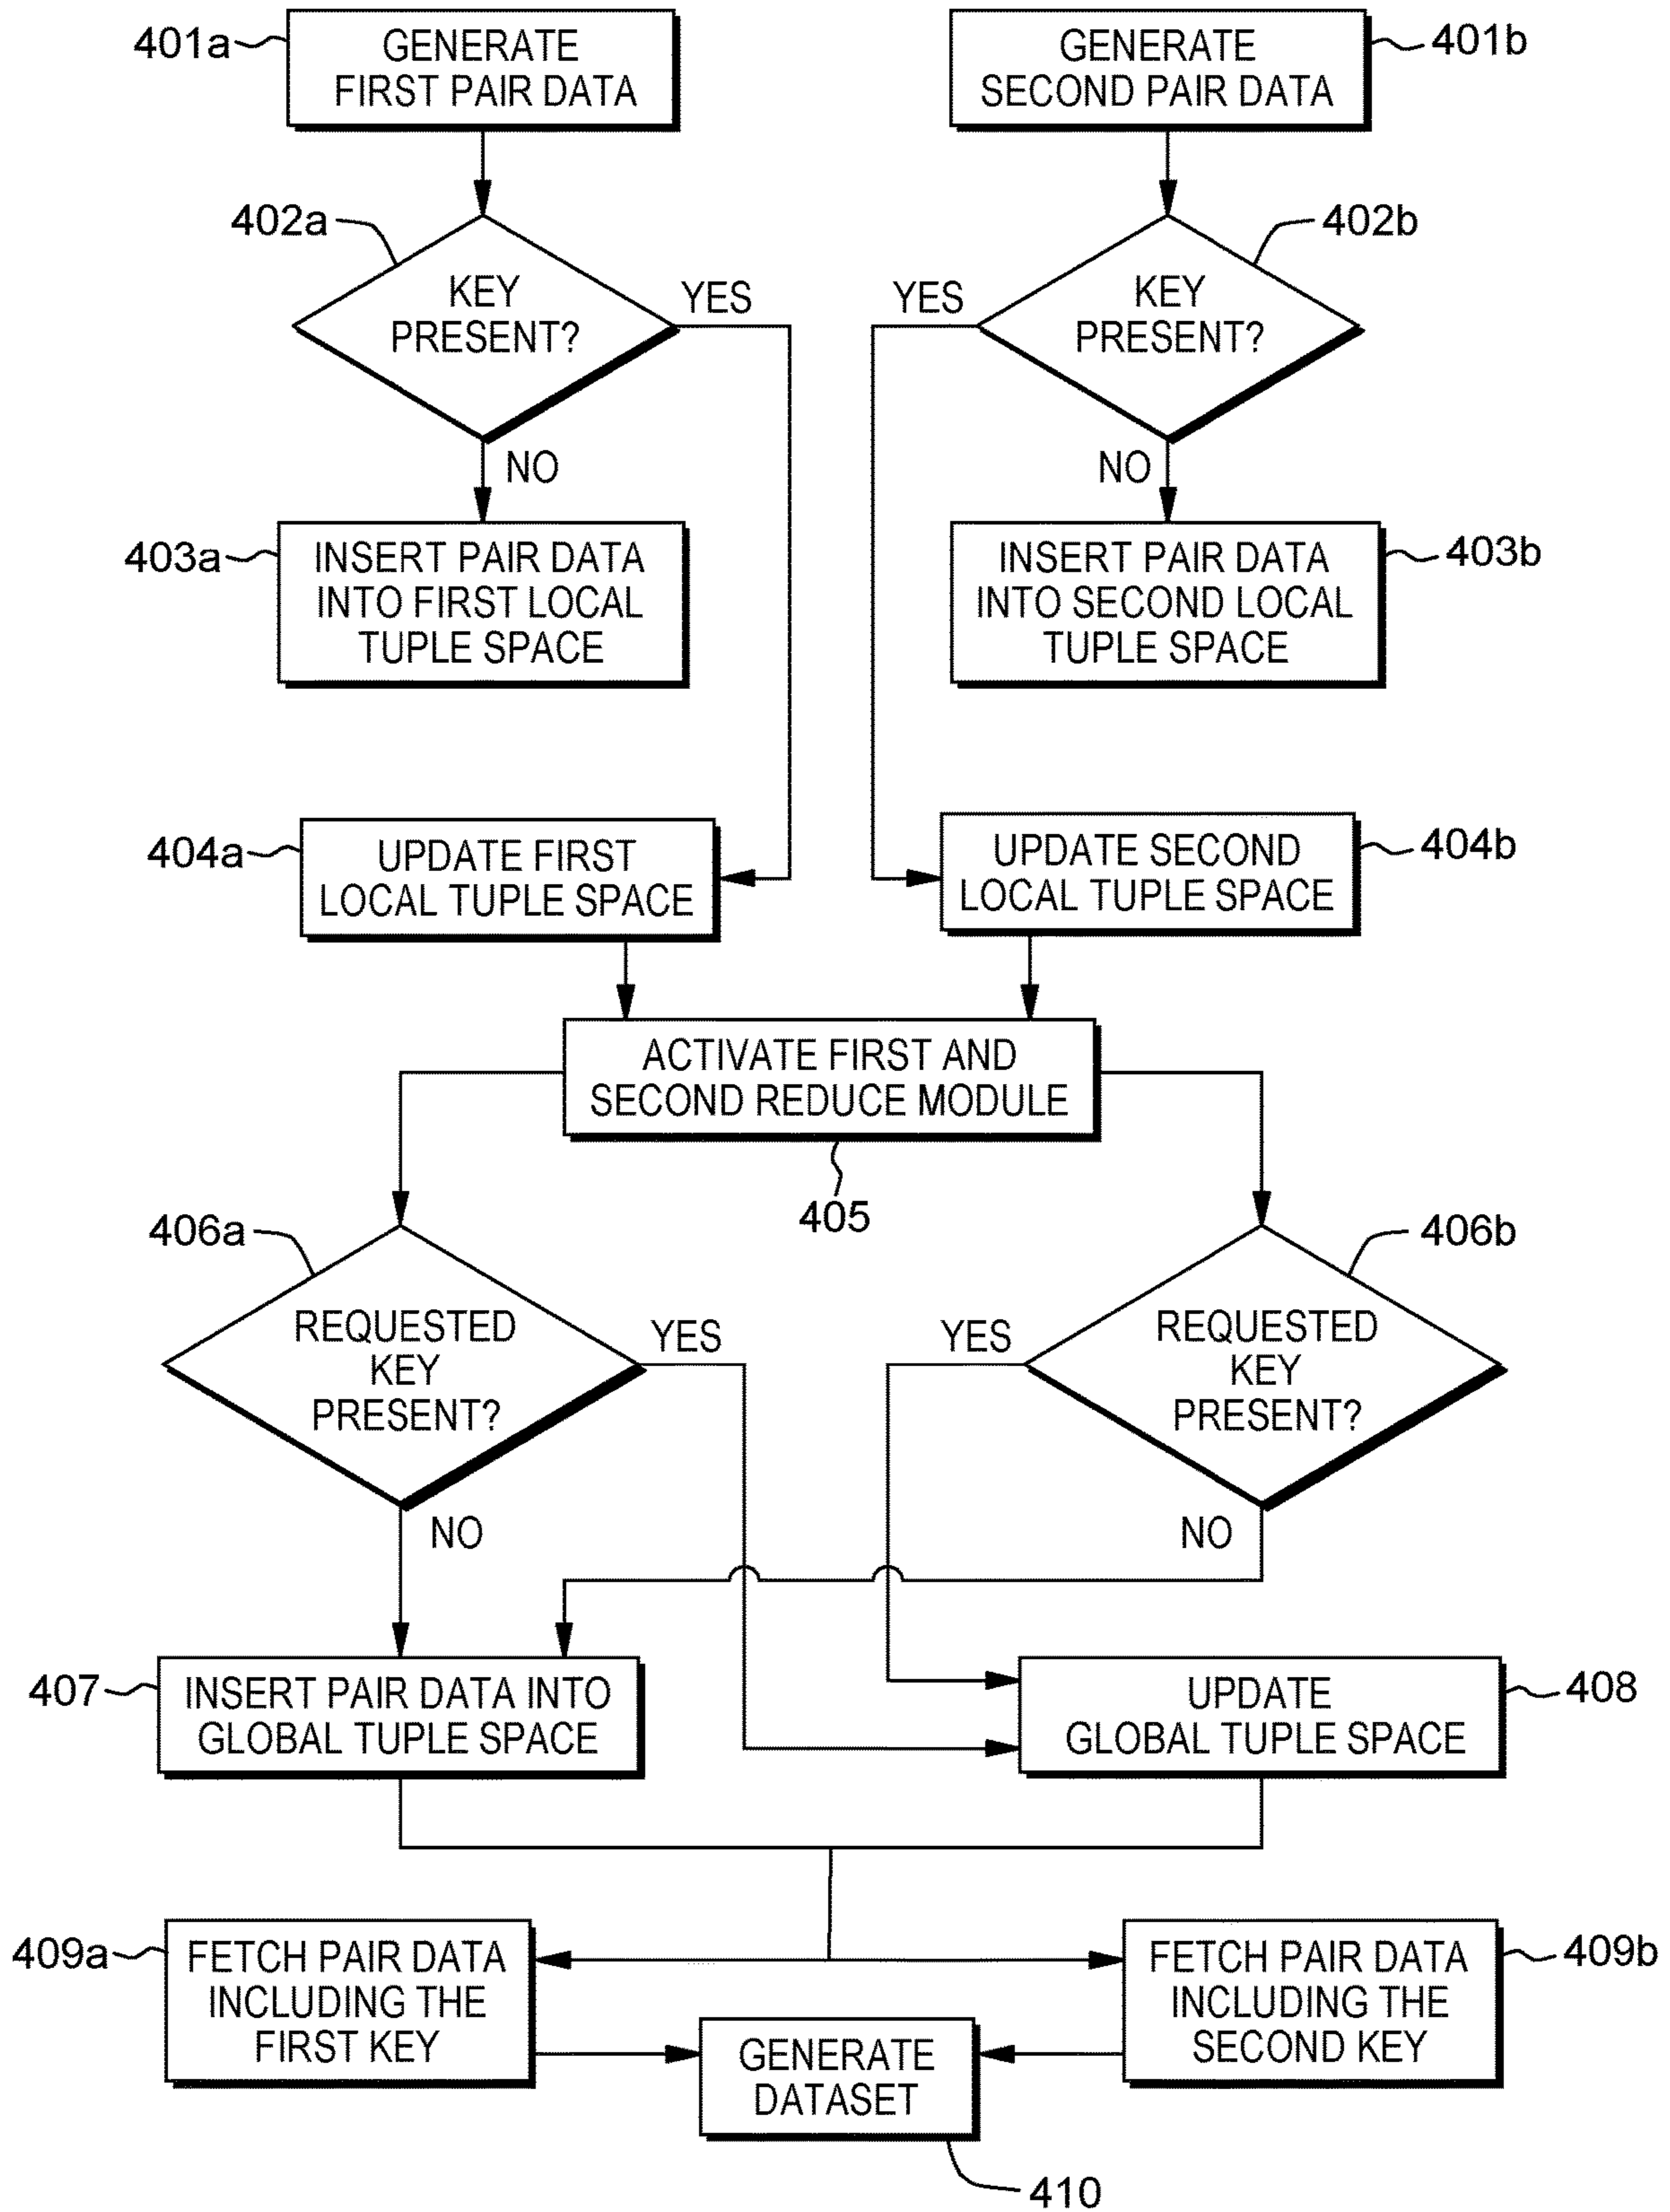 401a
GENERATE
FIRST PAIR DATA
GENERATE
SECOND PAIR DATA
401b
402a
KEY
PRESENT?
YES
NO
402b
KEY
PRESENT?
YES
NO
403a
INSERT PAIR DATA
INTO FIRST LOCAL
TUPLE SPACE
INSERT PAIR DATA
INTO SECOND LOCAL
TUPLE SPACE
403b
404a
UPDATE FIRST
LOCAL TUPLE SPACE
UPDATE SECOND
LOCAL TUPLE SPACE
404b
ACTIVATE FIRST AND
SECOND REDUCE MODULE
405
406a
REQUESTED
KEY
PRESENT?
YES
NO
406b
REQUESTED
KEY
PRESENT?
YES
NO
407
INSERT PAIR DATA INTO
GLOBAL TUPLE SPACE
UPDATE
GLOBAL TUPLE SPACE
408
409a
FETCH PAIR DATA
INCLUDING THE
FIRST KEY
FETCH PAIR DATA
INCLUDING THE
SECOND KEY
409b
GENERATE
DATASET
410